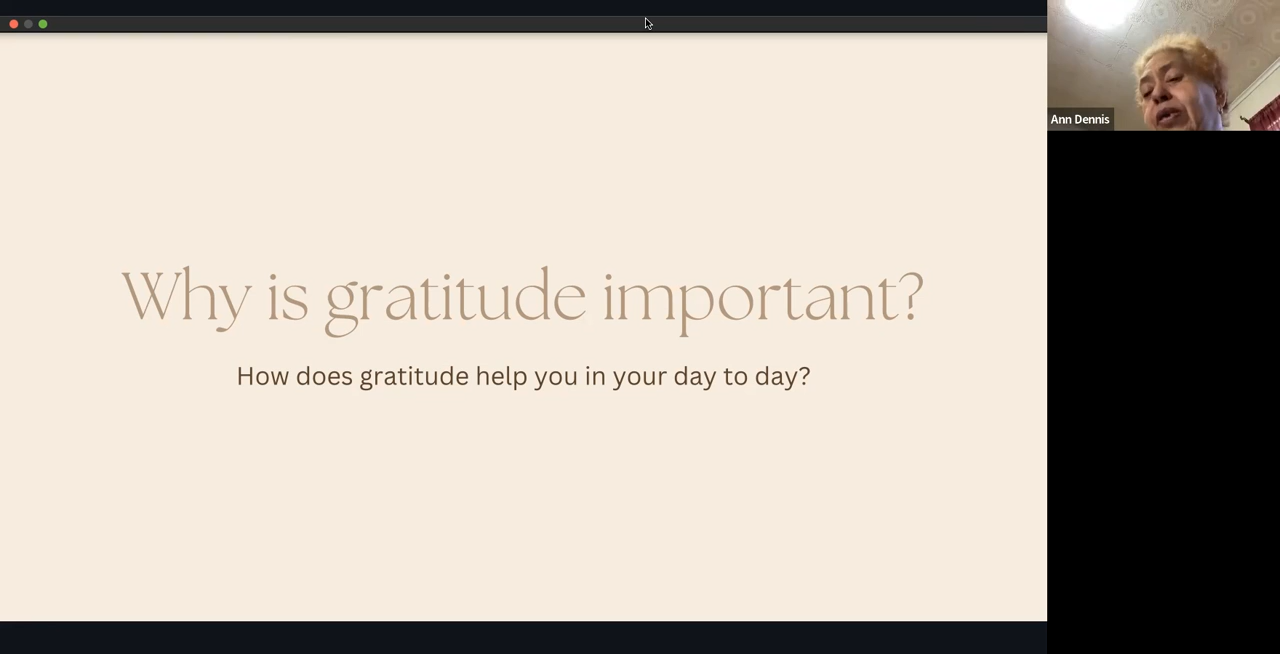 Why is gratitude important?
How does gratitude help you in your day to day?
Ann Dennis